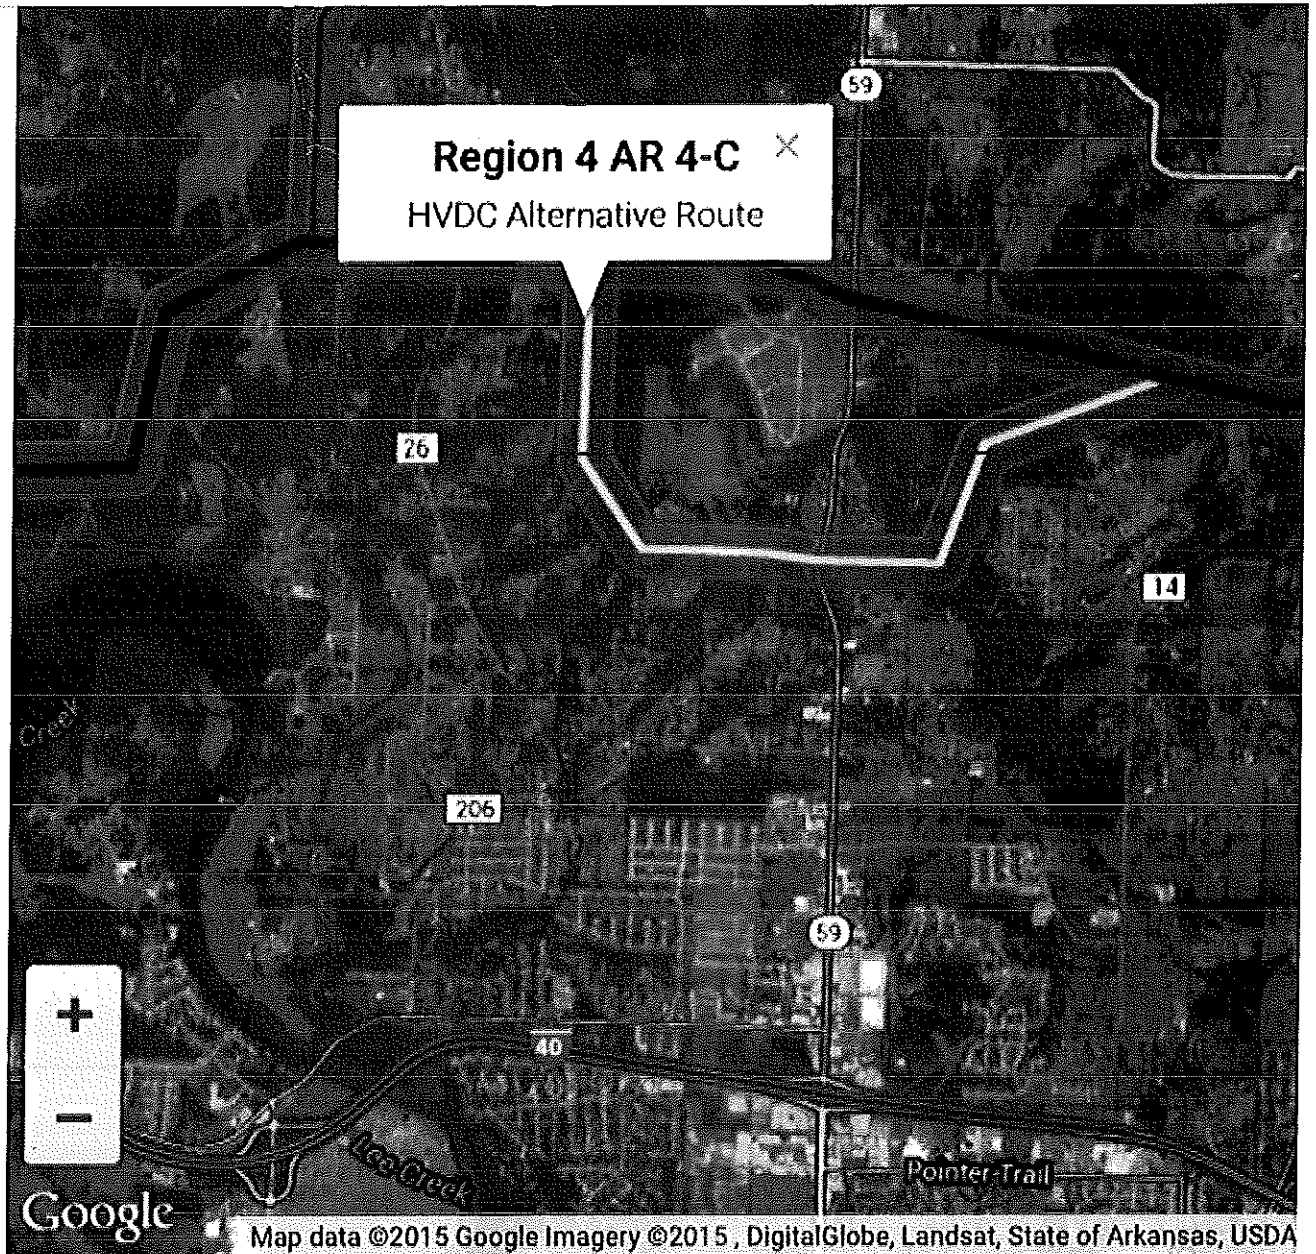 59
Region 4 AR 4-C ×
HVDC Alternative Route
26
14
Creek
206
59
+
40
−
Lee Creek
Pointer Trail
Google
Map data ©2015 Google Imagery ©2015 , DigitalGlobe, Landsat, State of Arkansas, USDA